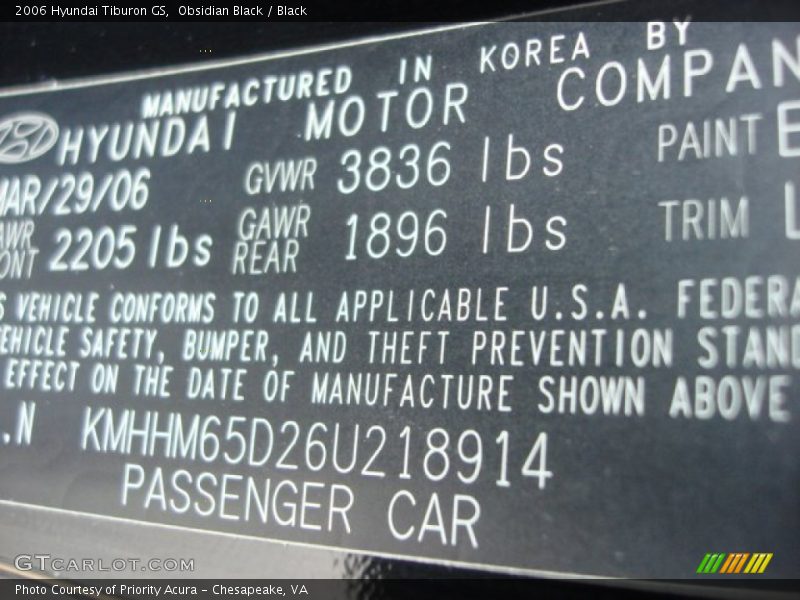 2006 Hyundai Tiburon GS, Obsidian Black / Black
MANUFACTURED IN KOREA BY
HYUNDAI MOTOR COMPAN
MAR/29/06 GVWR 3836 lbs PAINT E
2205 lbs GAWR REAR 1896 lbs TRIM
VEHICLE CONFORMS TO ALL APPLICABLE U.S.A. FEDERA
EHICLE SAFETY, BUMPER, AND THEFT PREVENTION STAND
EFFECT ON THE DATE OF MANUFACTURE SHOWN ABOVE
.N KMHHM65D26U218914
PASSENGER CAR
GTCARLOT.COM
Photo Courtesy of Priority Acura – Chesapeake, VA